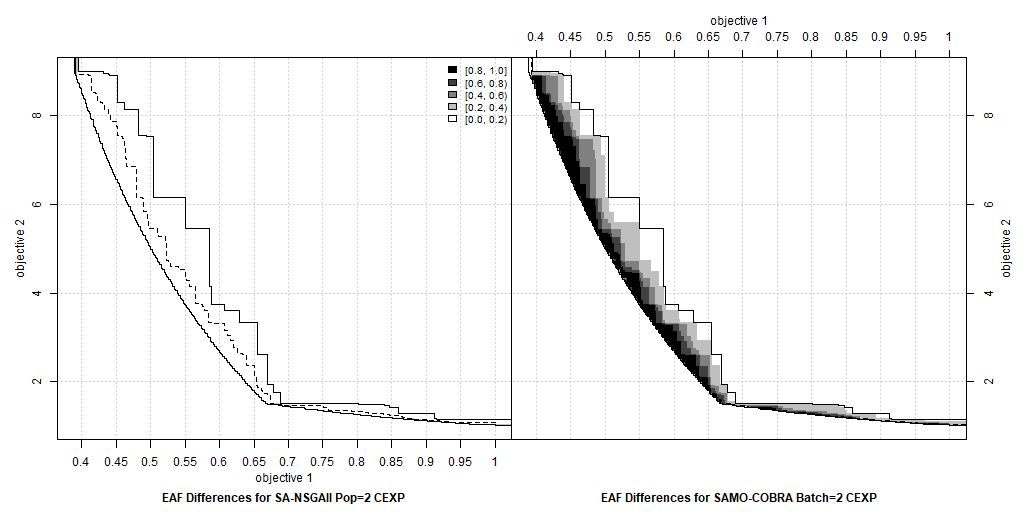 objective 1
0.4 0.45 0.5 0.55 0.6 0.65 0.7 0.75 0.8 0.85 0.9 0.95 1
[0.8, 1.0]
[0.6, 0.8)
[0.4, 0.6)
[0.2, 0.4)
[0.0, 0.2)
8
6
4
2
objective 2
8
6
4
2
objective 2
0.4 0.45 0.5 0.55 0.6 0.65 0.7 0.75 0.8 0.85 0.9 0.95 1
objective 1
EAF Differences for SA-NSGAII Pop=2 CEXP
EAF Differences for SAMO-COBRA Batch=2 CEXP